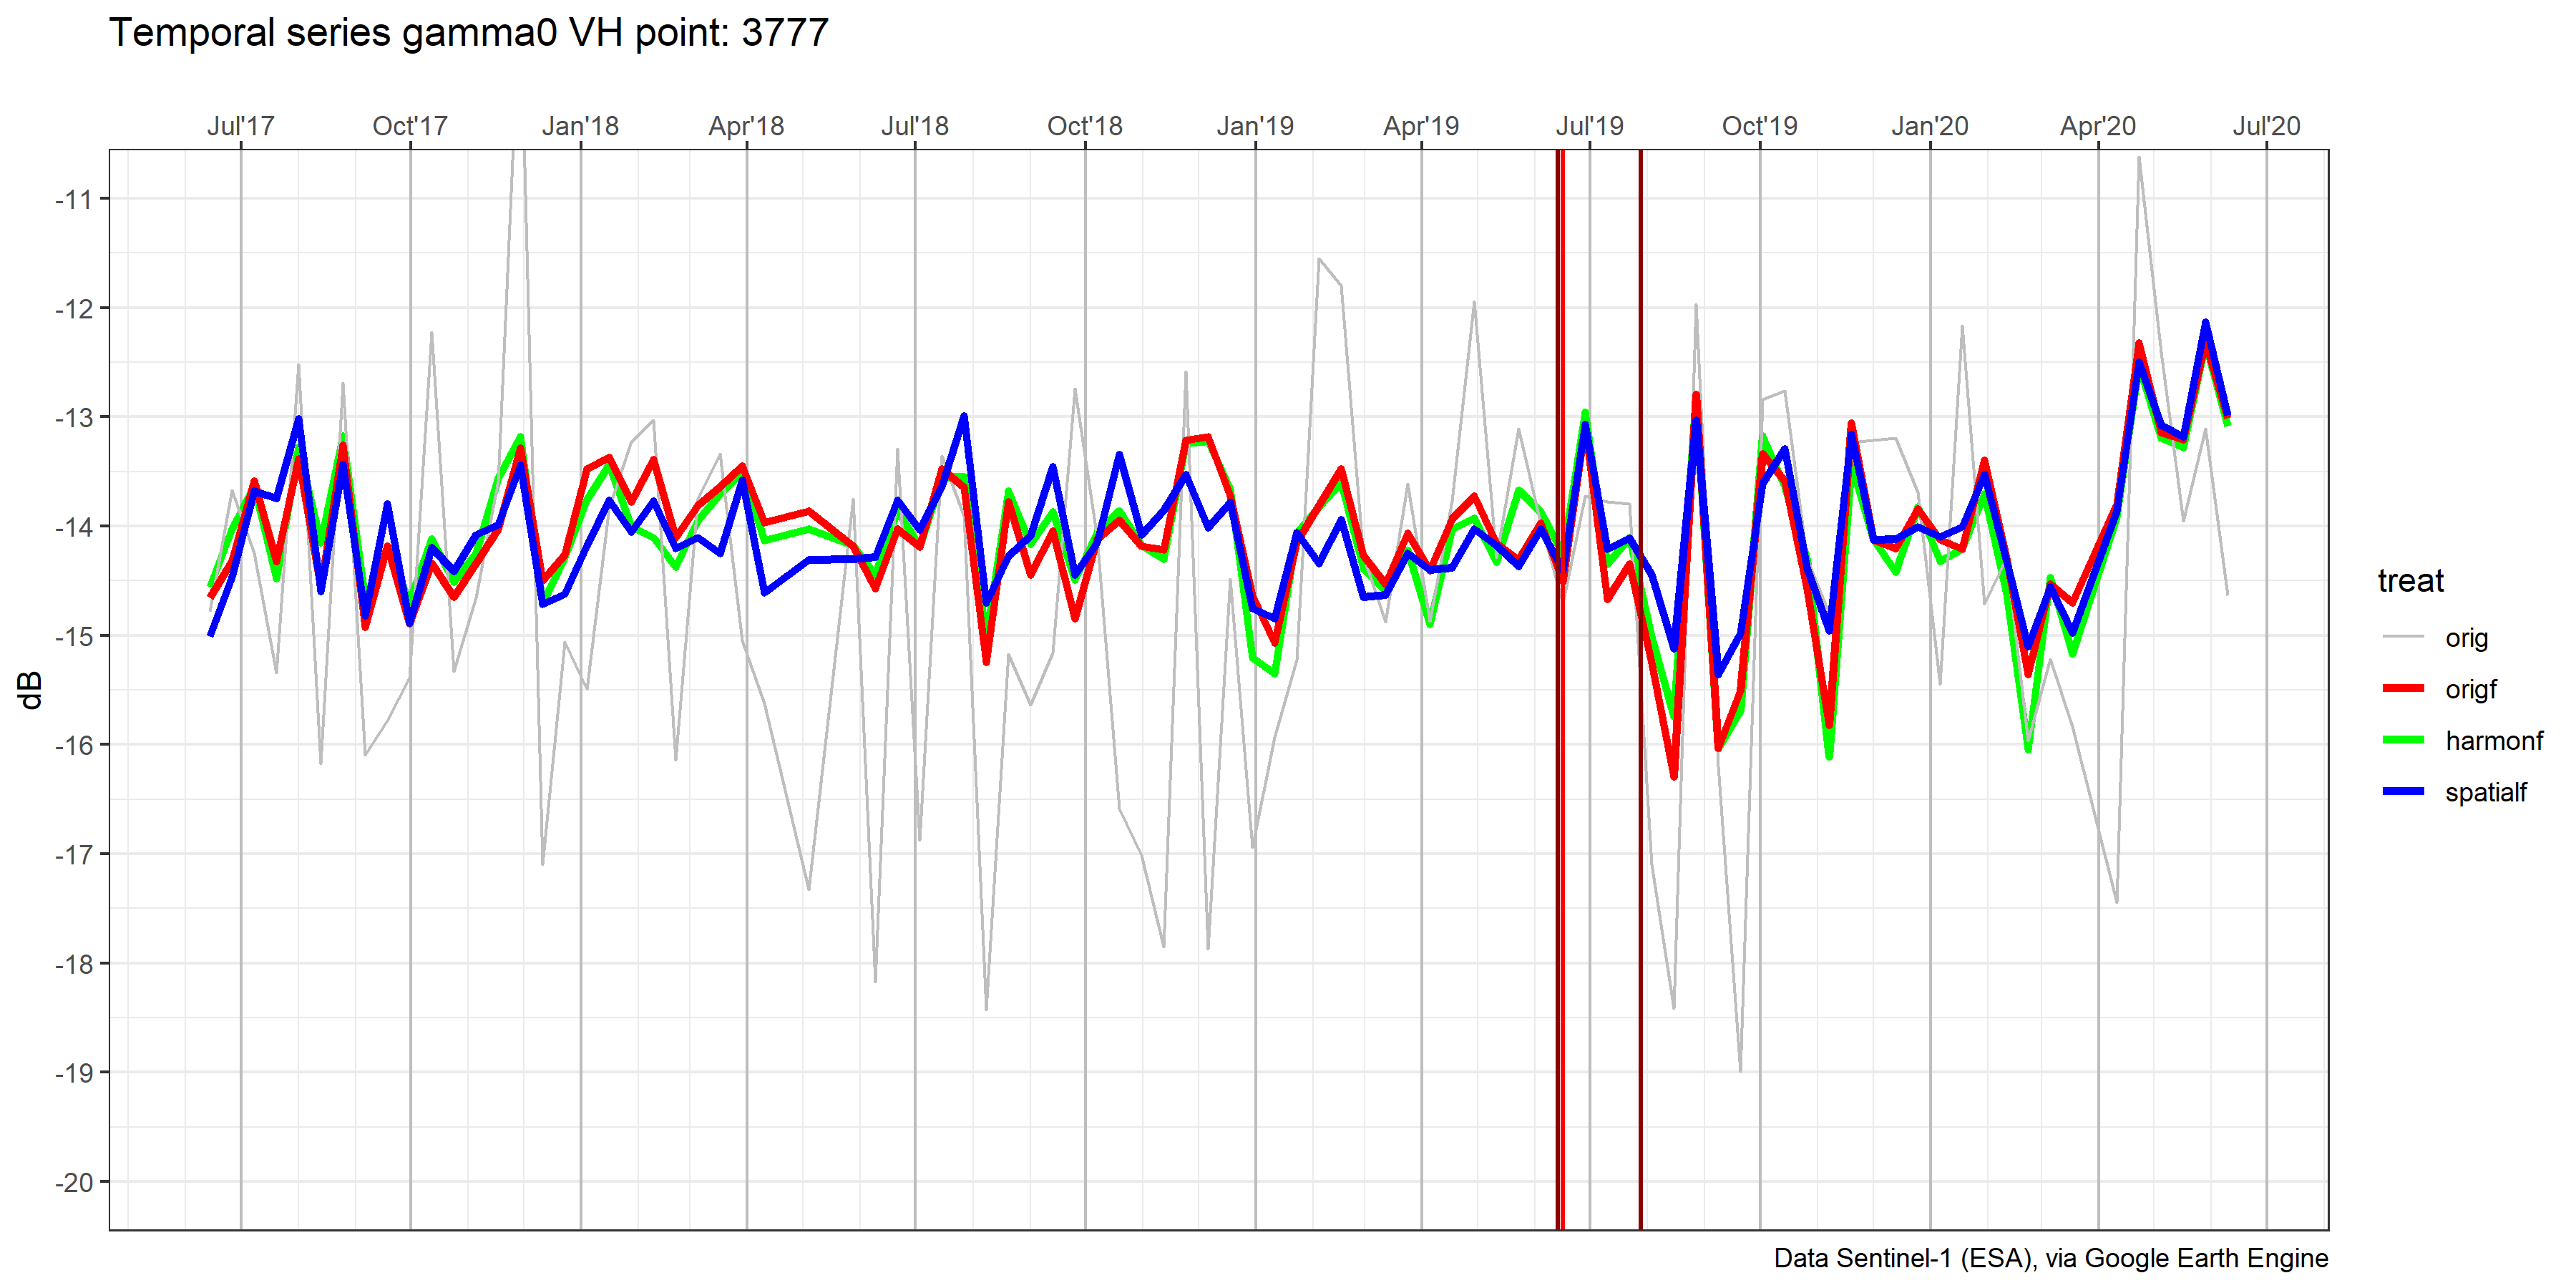 Temporal series gamma0 VH point: 3777
Jul'17 Oct'17 Jan'18 Apr'18 Jul'18 Oct'18 Jan'19 Apr'19 Jul'19 Oct'19 Jan'20 Apr'20 Jul'20
-11
-12
-13
-14
-15
-16
-17
-18
-19
-20
dB
treat
orig
origf
harmonf
spatialf
Data Sentinel-1 (ESA), via Google Earth Engine